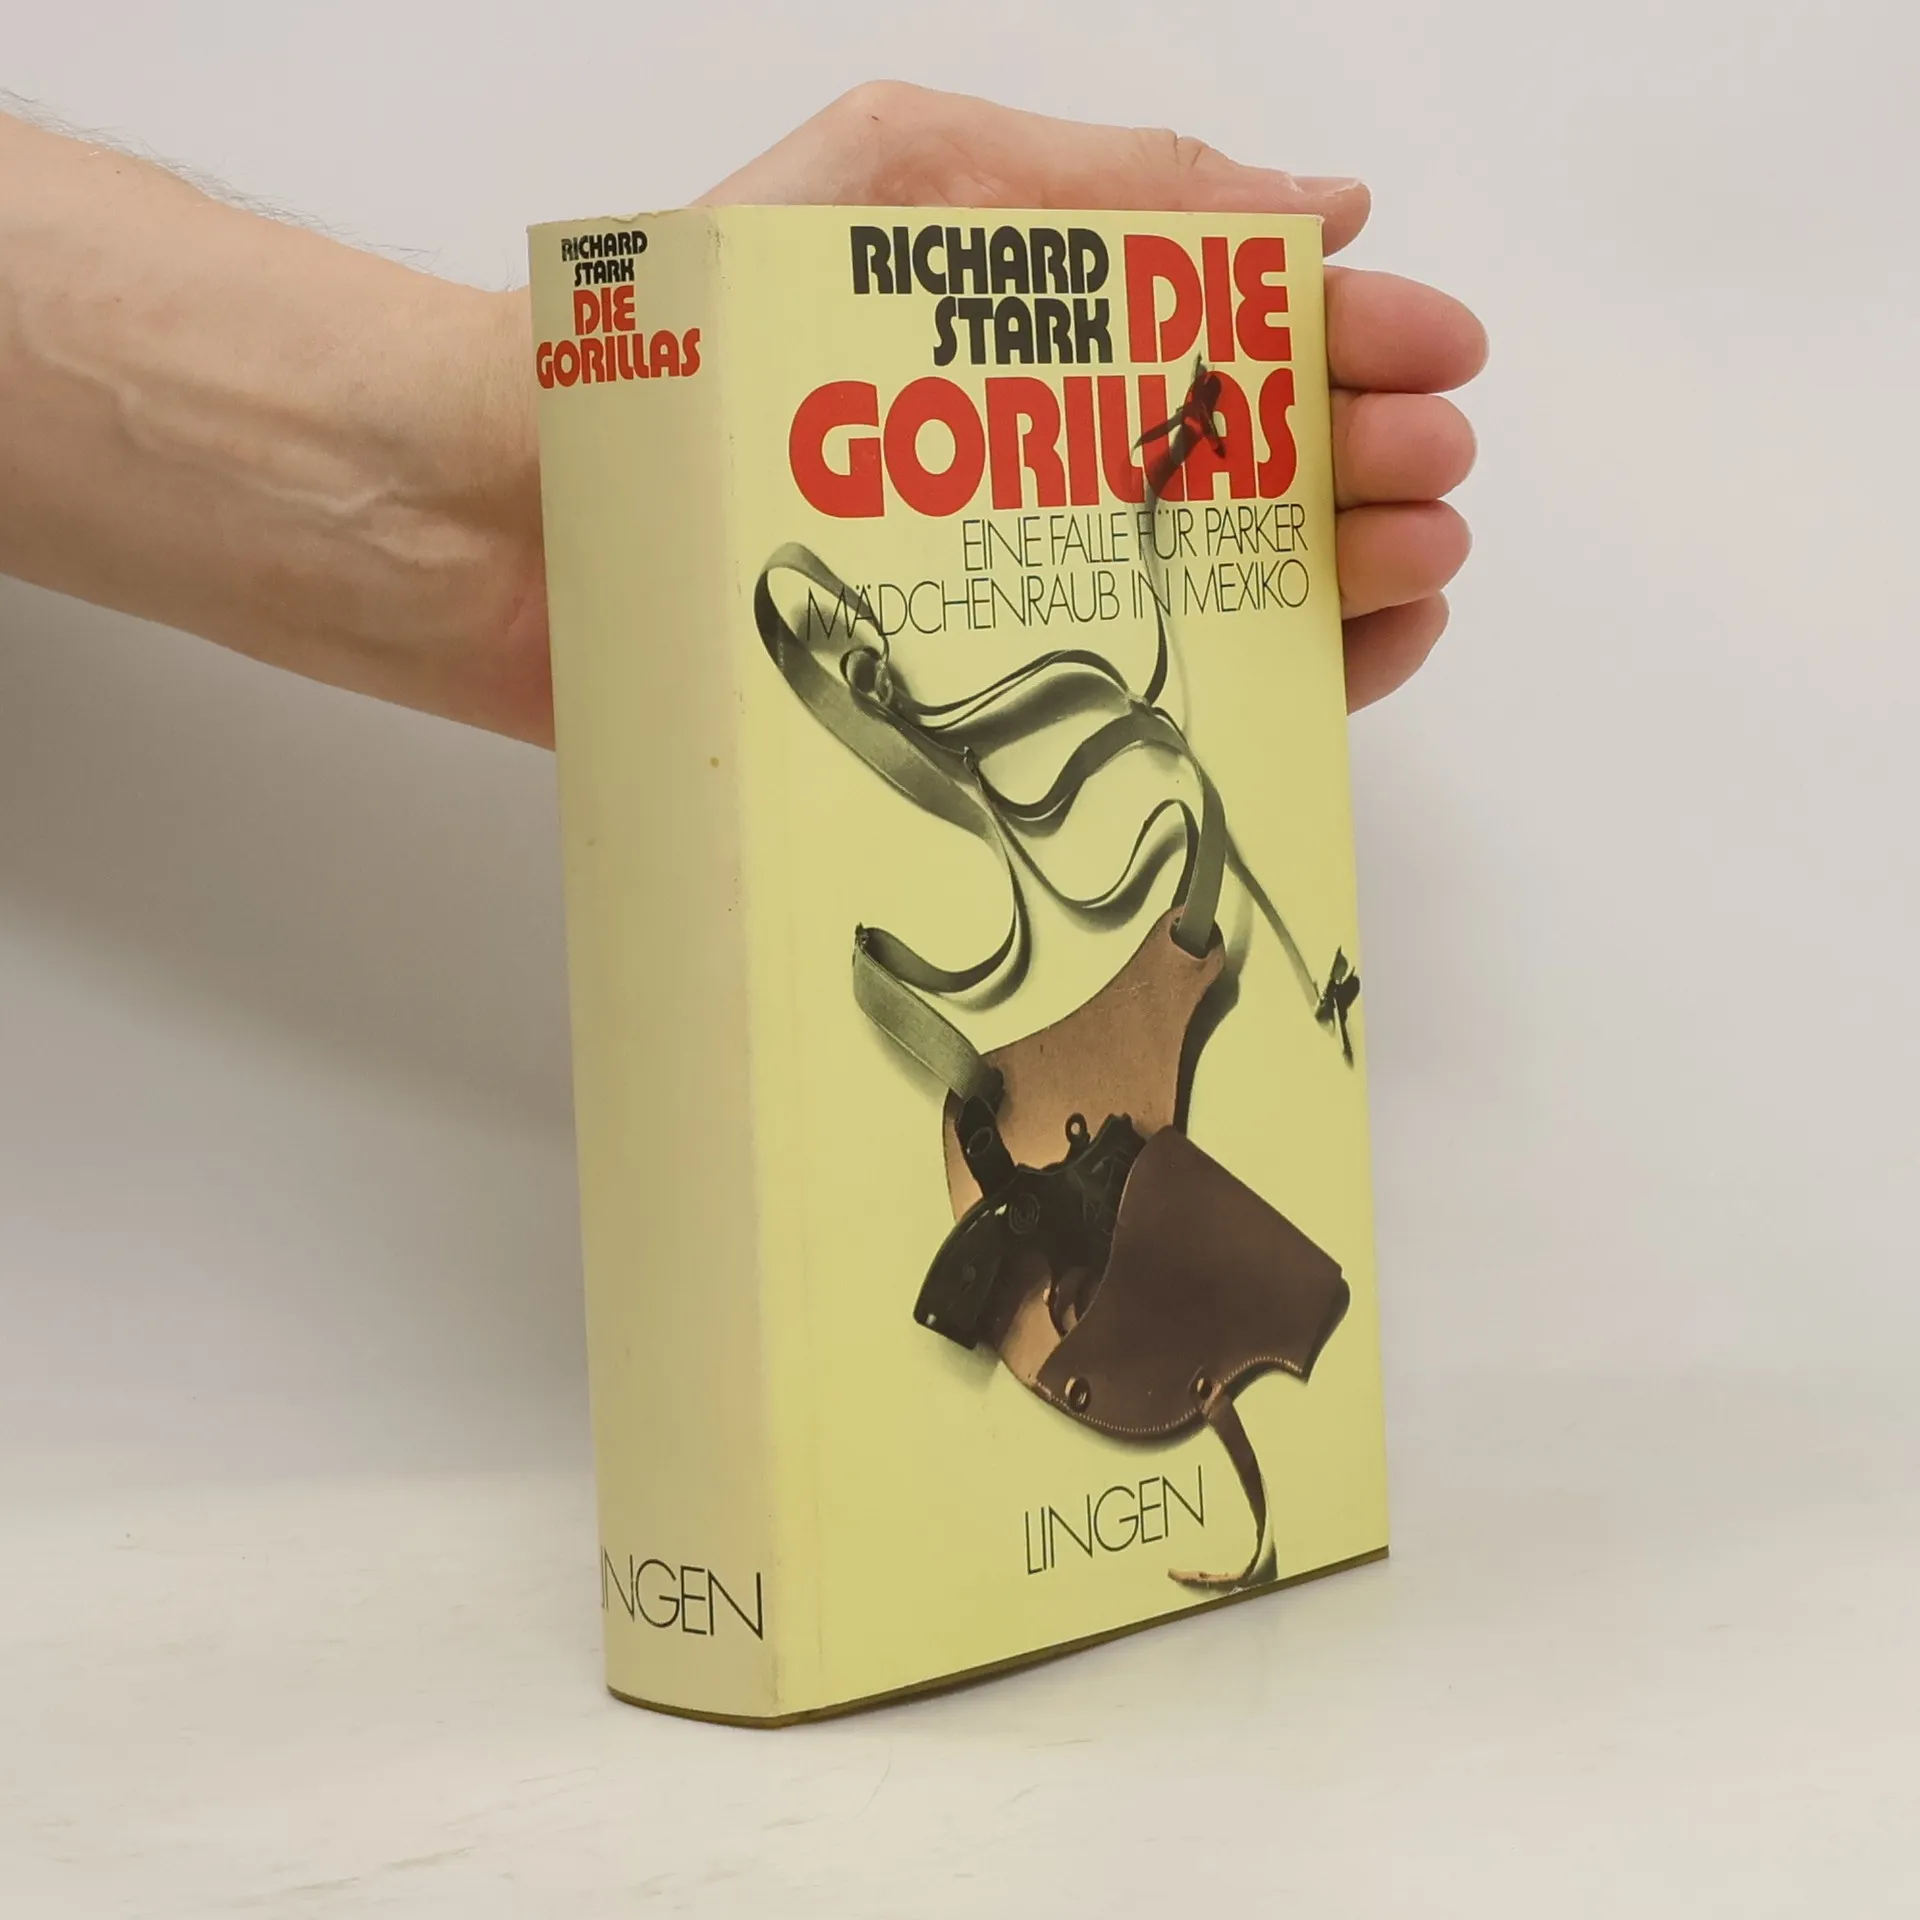 RICHARD
STARK
DIE
GORILLAS
LINGEN
RICHARD
STARK DIE
GORILLAS
EINE FALLE FÜR PARKER
MÄDCHENRAUB IN MEXIKO
LINGEN